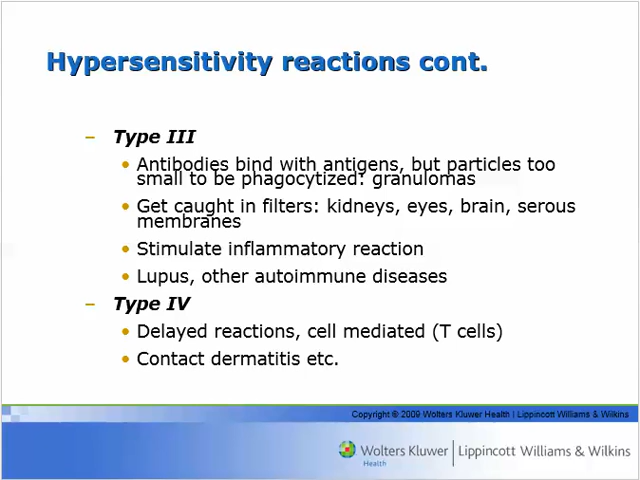 Hypersensitivity reactions cont.
– Type III
• Antibodies bind with antigens, but particles too
small to be phagocytized: granulomas
• Get caught in filters: kidneys, eyes, brain, serous
membranes
• Stimulate inflammatory reaction
• Lupus, other autoimmune diseases
– Type IV
• Delayed reactions, cell mediated (T cells)
• Contact dermatitis etc.
Copyright © 2009 Wolters Kluwer Health | Lippincott Williams & Wilkins
Wolters Kluwer | Lippincott Williams & Wilkins
Health